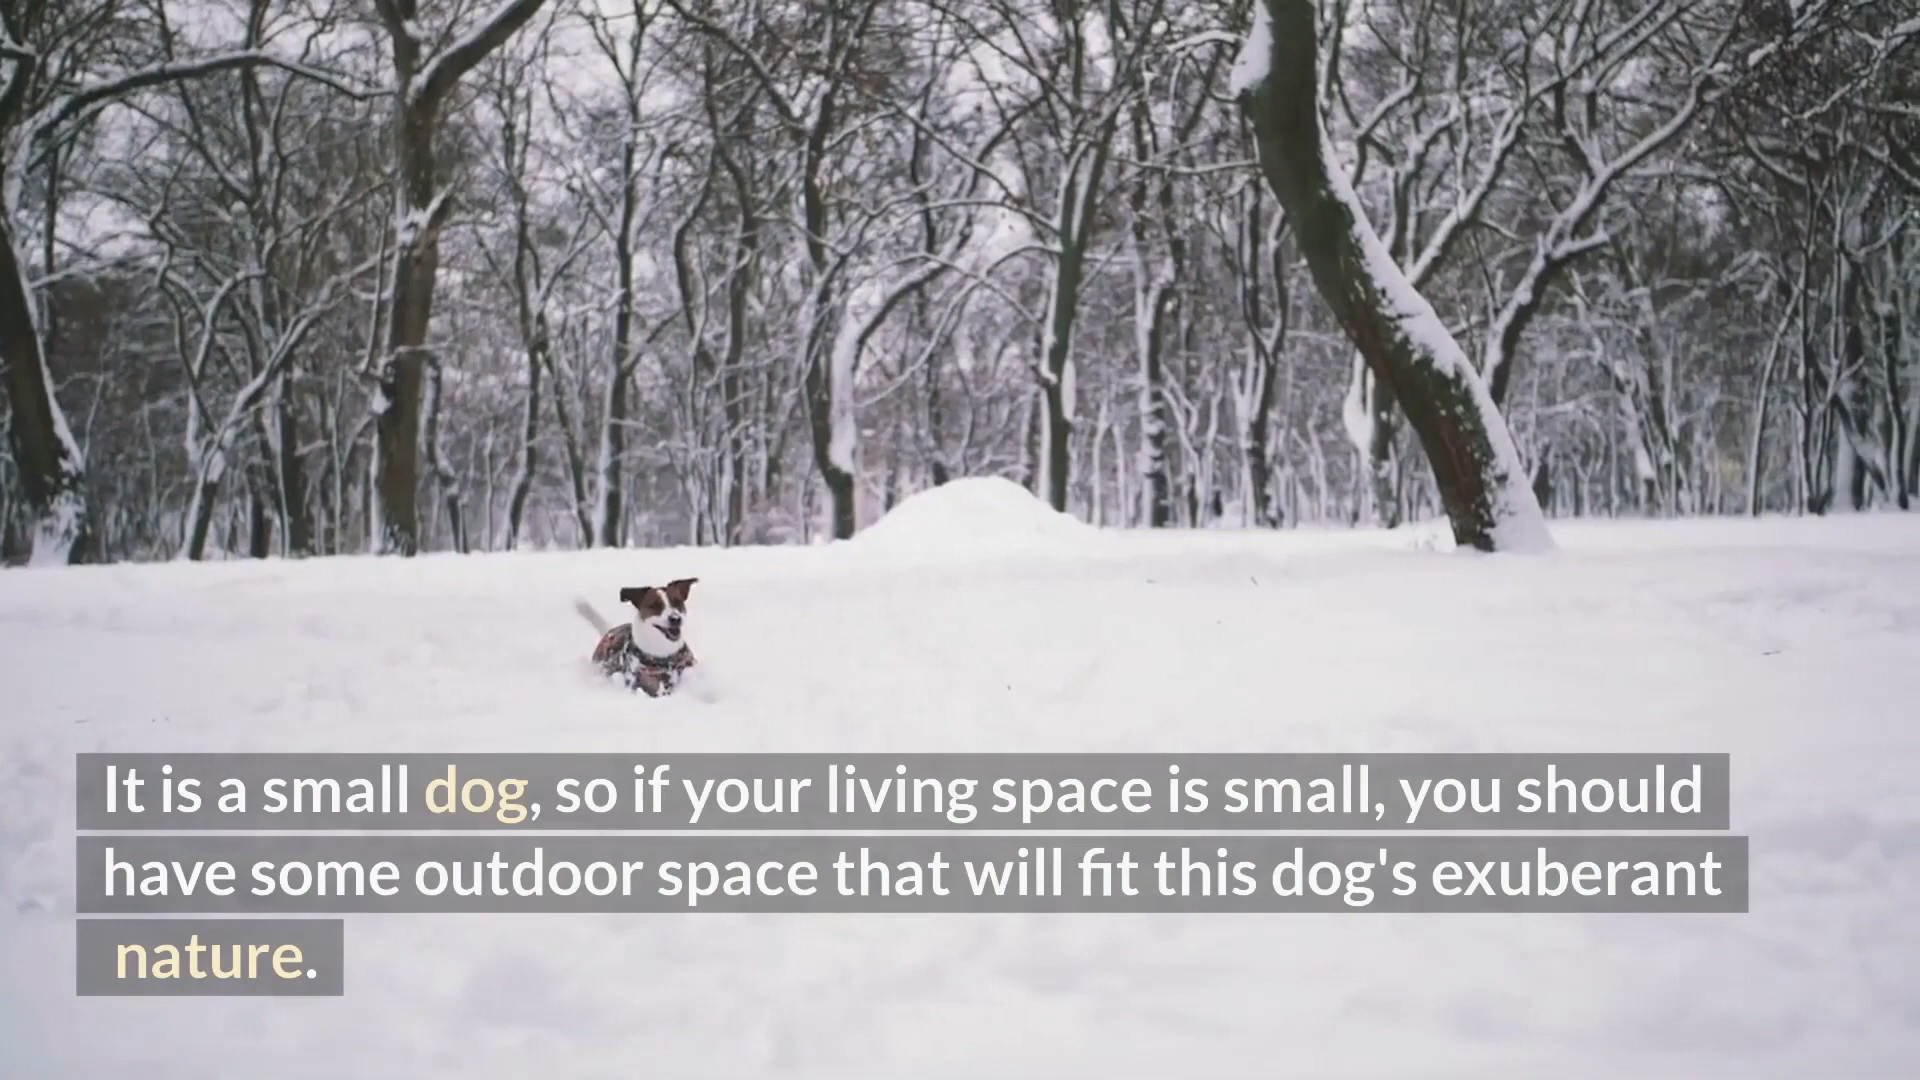 It is a small dog, so if your living space is small, you should
have some outdoor space that will fit this dog's exuberant
nature.